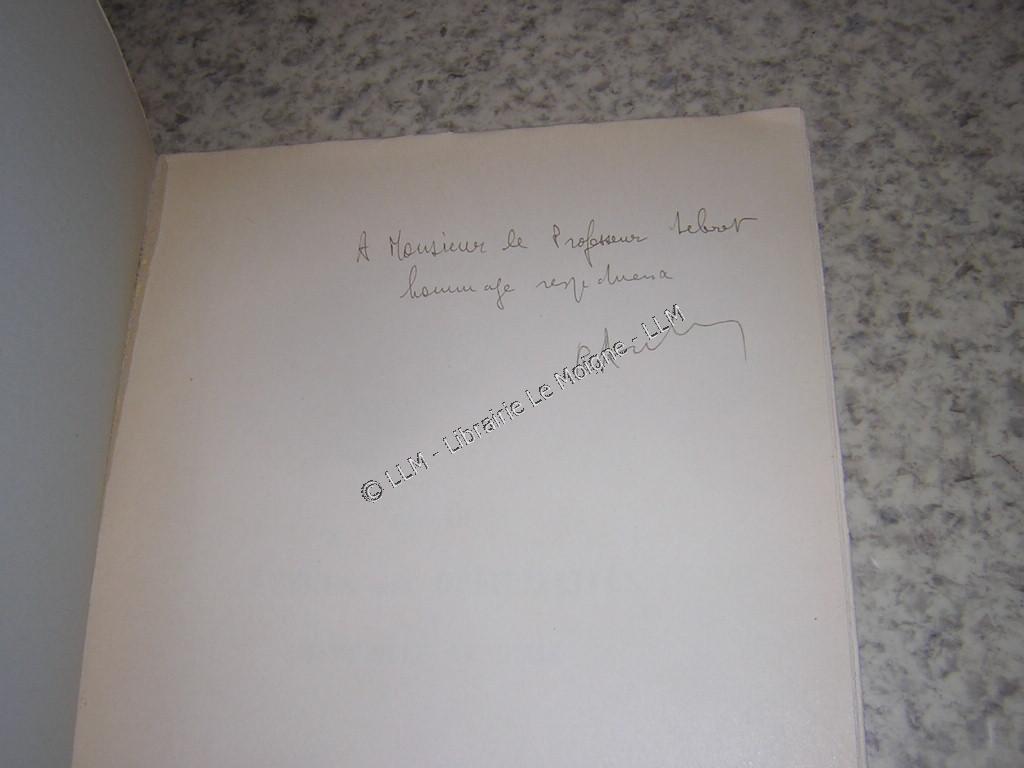 A Monsieur le Professeur Lebret
hommage respectueux
© LLM - Librairie Le Moigne - LLM